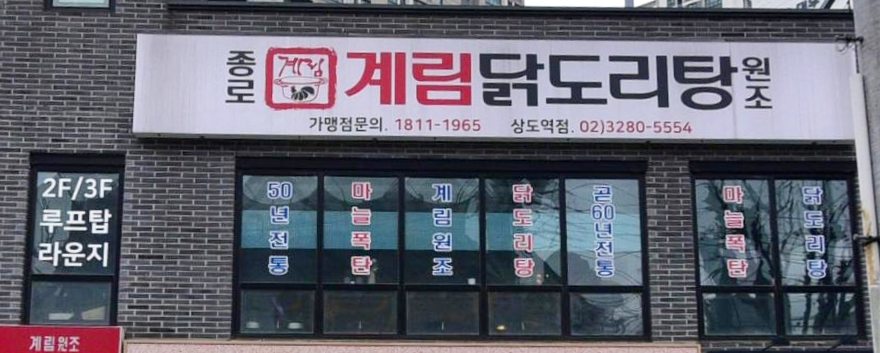 종로 계림 계림닭도리탕 원조
가맹점문의. 1811-1965 상도역점. 02)3280-5554
2F/3F
루프탑
라운지
50년전통
마늘폭탄
계림원조
닭도리탕
곧60년전통
마늘폭탄
닭도리탕
계림원조